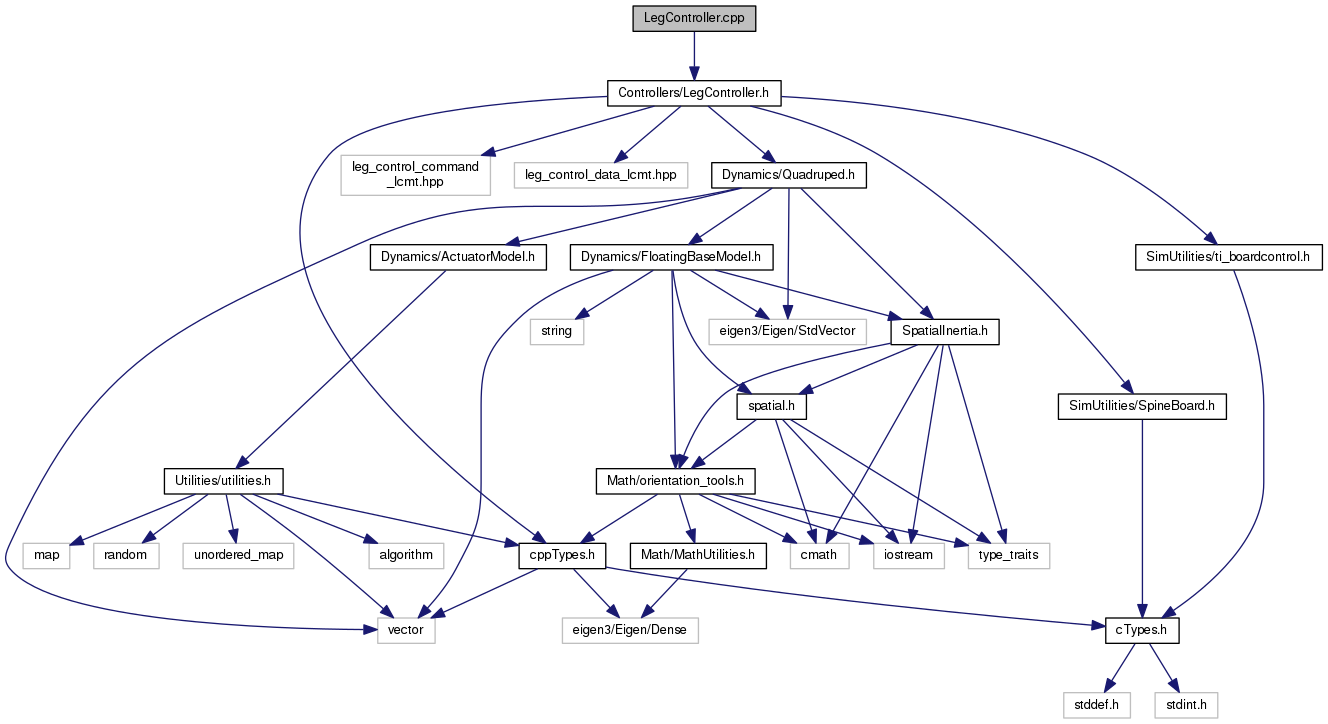 LegController.cpp
Controllers/LegController.h
leg_control_command
_lcmt.hpp
leg_control_data_lcmt.hpp
Dynamics/Quadruped.h
Dynamics/ActuatorModel.h
Dynamics/FloatingBaseModel.h
SimUtilities/ti_boardcontrol.h
string
eigen3/Eigen/StdVector
SpatialInertia.h
spatial.h
SimUtilities/SpineBoard.h
Utilities/utilities.h
Math/orientation_tools.h
map
random
unordered_map
algorithm
cppTypes.h
Math/MathUtilities.h
cmath
iostream
type_traits
vector
eigen3/Eigen/Dense
cTypes.h
stddef.h
stdint.h